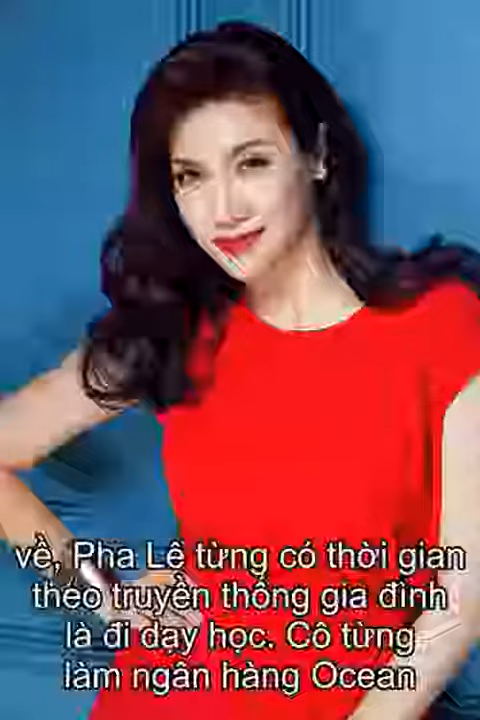 về, Pha Lê từng có thời gian
theo truyền thống gia đình
là đi dạy học. Cô từng
làm ngân hàng Ocean